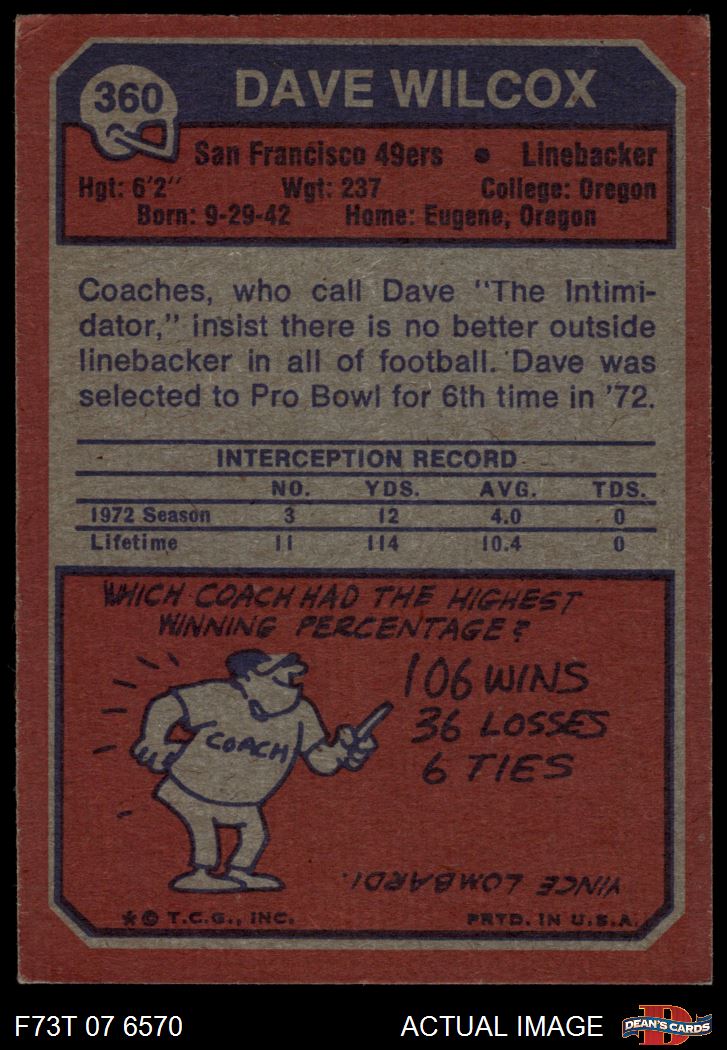 360
DAVE WILCOX
San Francisco 49ers • Linebacker
Hgt: 6'2" Wgt: 237 College: Oregon
Born: 9-29-42 Home: Eugene, Oregon
Coaches, who call Dave "The Intimi-
dator," insist there is no better outside
linebacker in all of football. Dave was
selected to Pro Bowl for 6th time in '72.
INTERCEPTION RECORD
NO. YDS. AVG. TDS.
1972 Season 3 12 4.0 0
Lifetime 11 114 10.4 0
WHICH COACH HAD THE HIGHEST
WINNING PERCENTAGE?
106 WINS
36 LOSSES
6 TIES
COACH
VINCE LOMBARDI.
* © T.C.G., INC. PRTD. IN U.S.A.
F73T 07 6570 ACTUAL IMAGE
D
DEAN'S CARDS